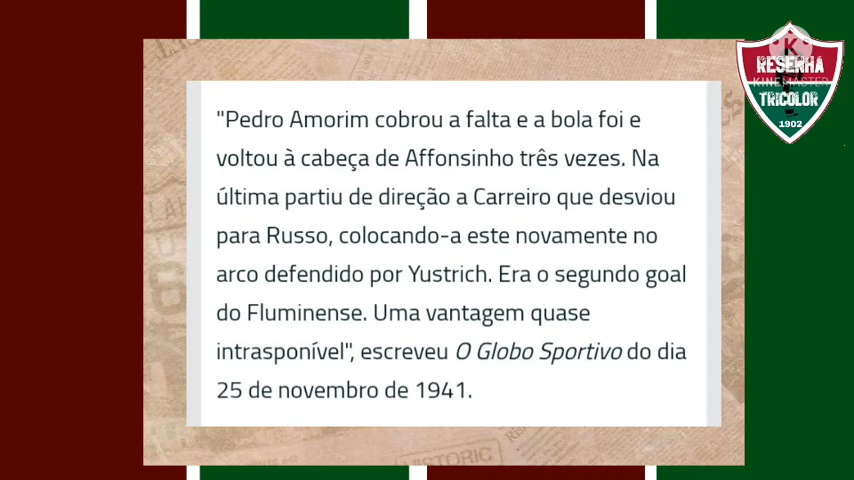 "Pedro Amorim cobrou a falta e a bola foi e
voltou à cabeça de Affonsinho três vezes. Na
última partiu de direção a Carreiro que desviou
para Russo, colocando-a este novamente no
arco defendido por Yustrich. Era o segundo goal
do Fluminense. Uma vantagem quase
intrasponível", escreveu O Globo Sportivo do dia
25 de novembro de 1941.
K
RESENHA
KINEMASTER
TRICOLOR
1902
HISTORIC